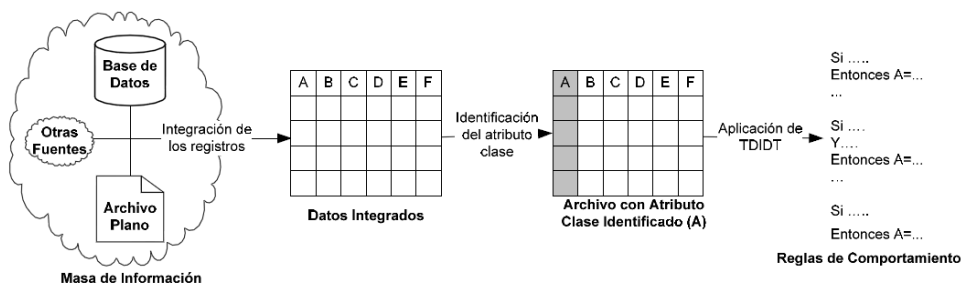 Base de
Datos
Otras
Fuentes
Archivo
Plano
Masa de Información
Integración de
los registros
A B C D E F
Datos Integrados
Identificación
del atributo
clase
A B C D E F
Archivo con Atributo
Clase Identificado (A)
Aplicación de
TDIDT
Si .....
Entonces A=...
...
Si ....
Y....
Entonces A=...
...
Si .....
Entonces A=...
Reglas de Comportamiento